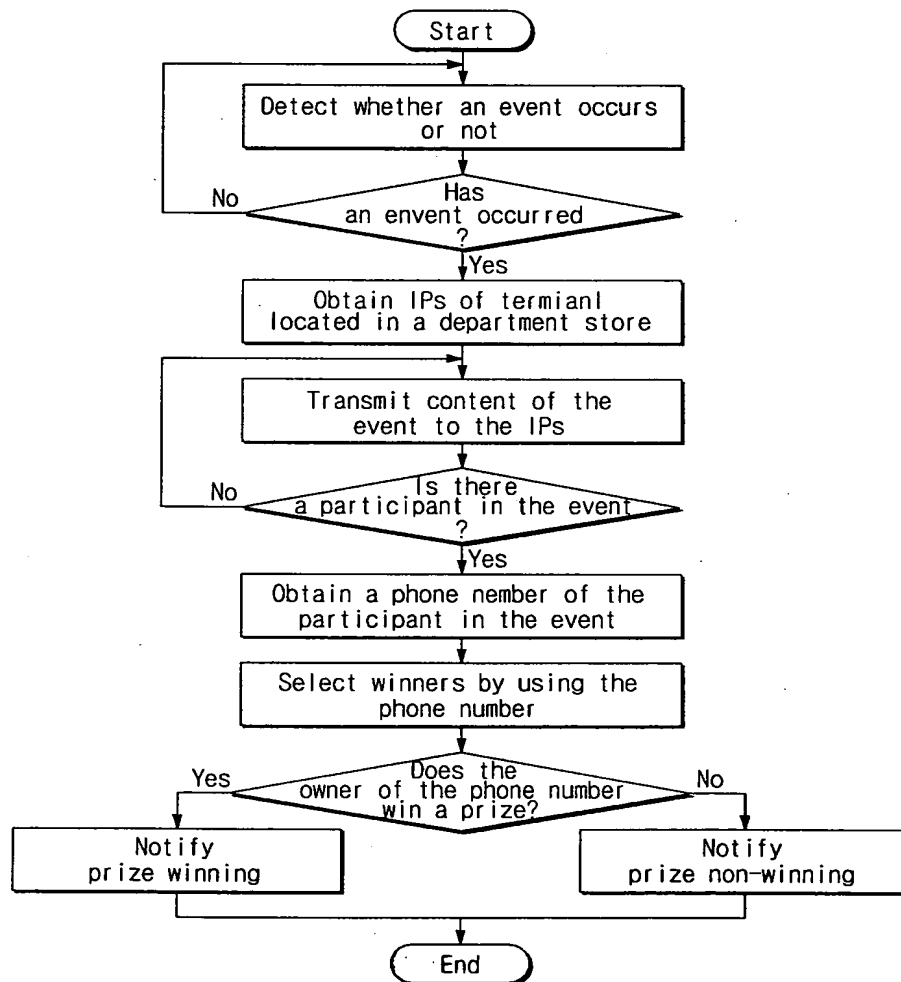 Start
Detect whether an event occurs
or not
No
Has
an envent occurred
?
Yes
Obtain IPs of termianl
located in a department store
Transmit content of the
event to the IPs
No
Is there
a participant in the event
?
Yes
Obtain a phone nember of the
participant in the event
Select winners by using the
phone number
Yes
Does the
owner of the phone number
win a prize?
No
Notify
prize winning
Notify
prize non-winning
End